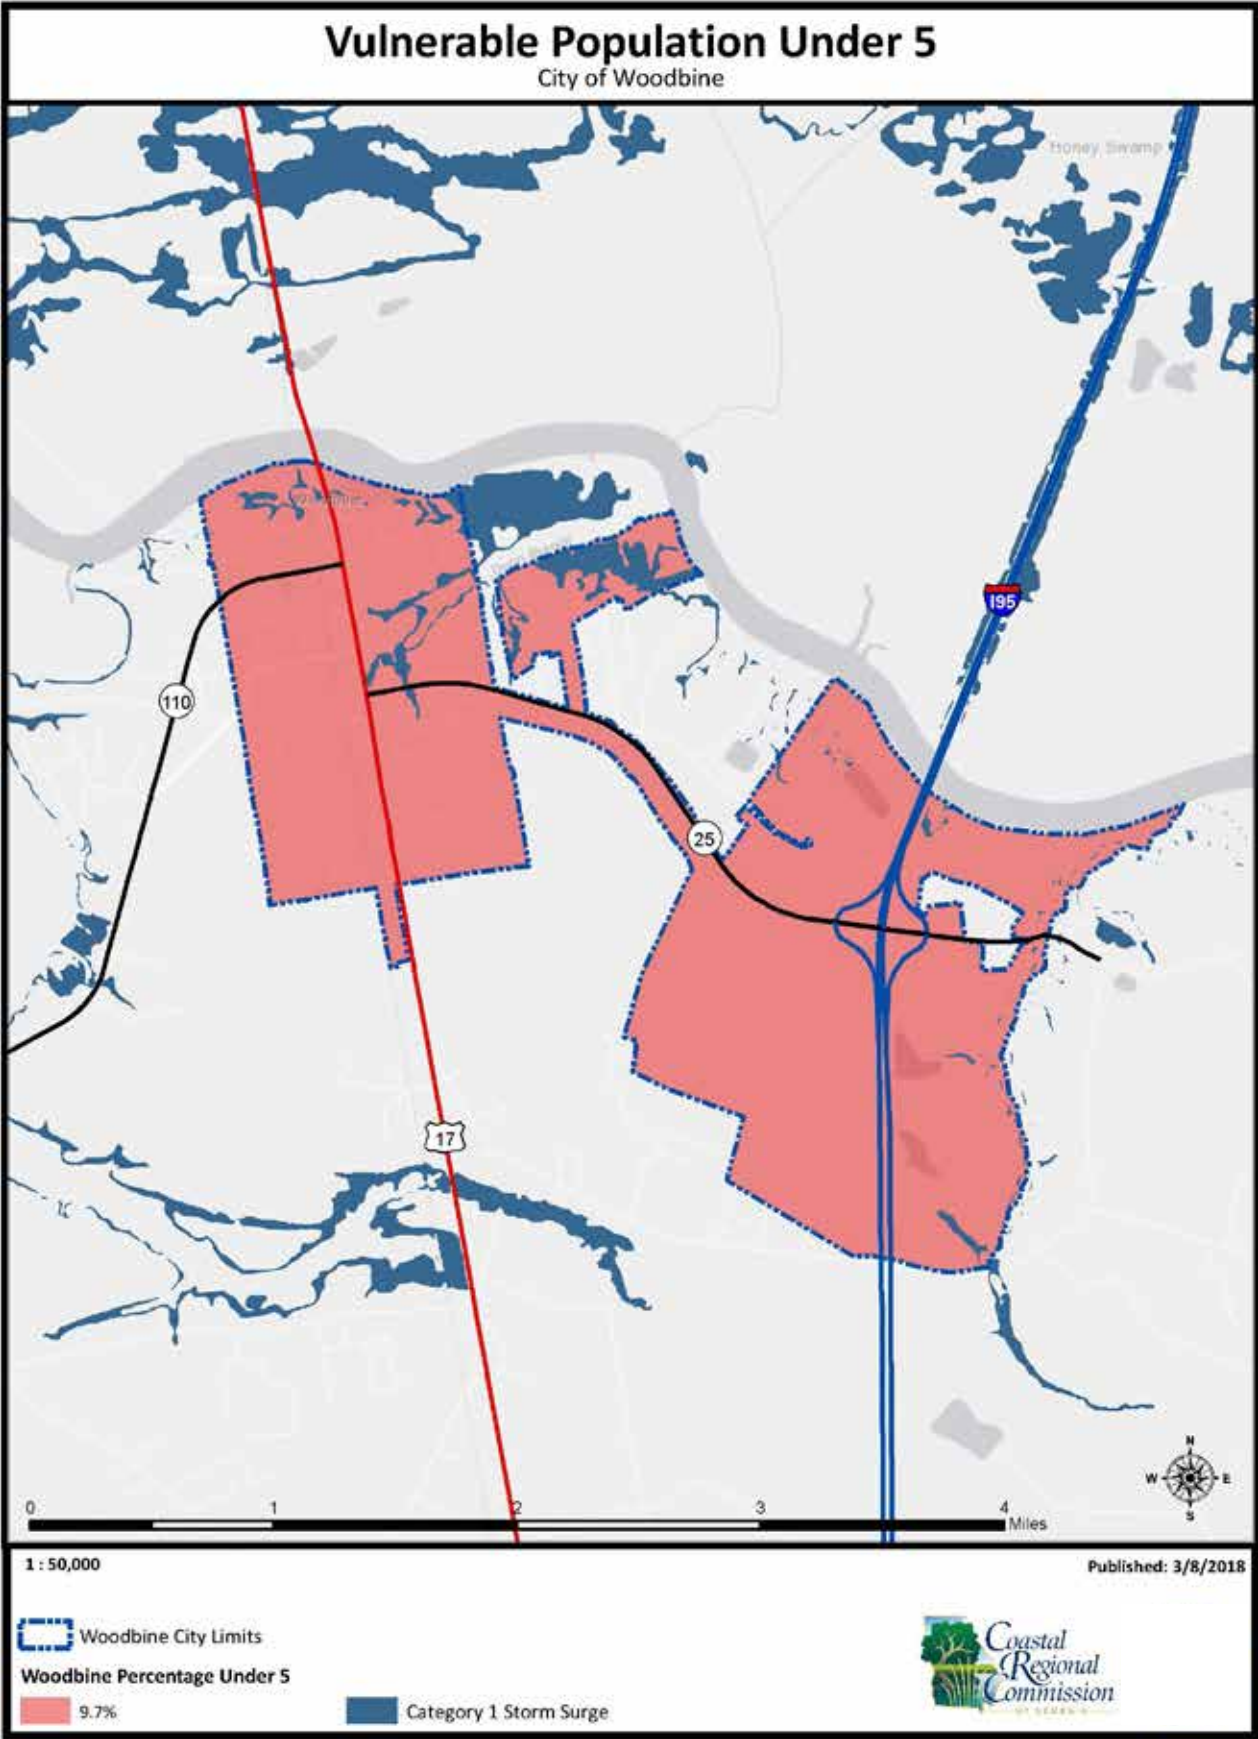 Vulnerable Population Under 5
City of Woodbine
Honey Swamp
I95
110
25
17
N
W E
S
0 1 2 3 4
Miles
1 : 50,000
Published: 3/8/2018
Woodbine City Limits
Woodbine Percentage Under 5
9.7%
Category 1 Storm Surge
Coastal
Regional
Commission